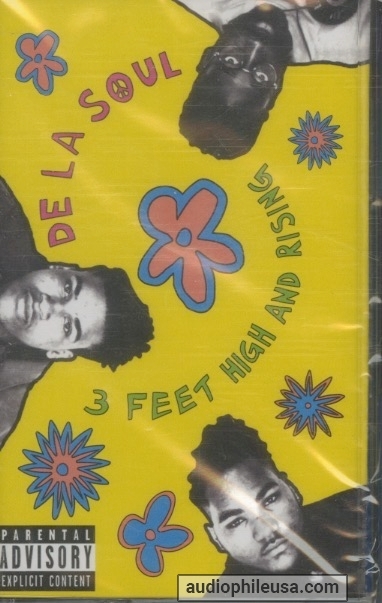 DE LA SOUL
3 FEET HIGH AND RISING
PARENTAL
ADVISORY
EXPLICIT CONTENT
audiophileusa.com